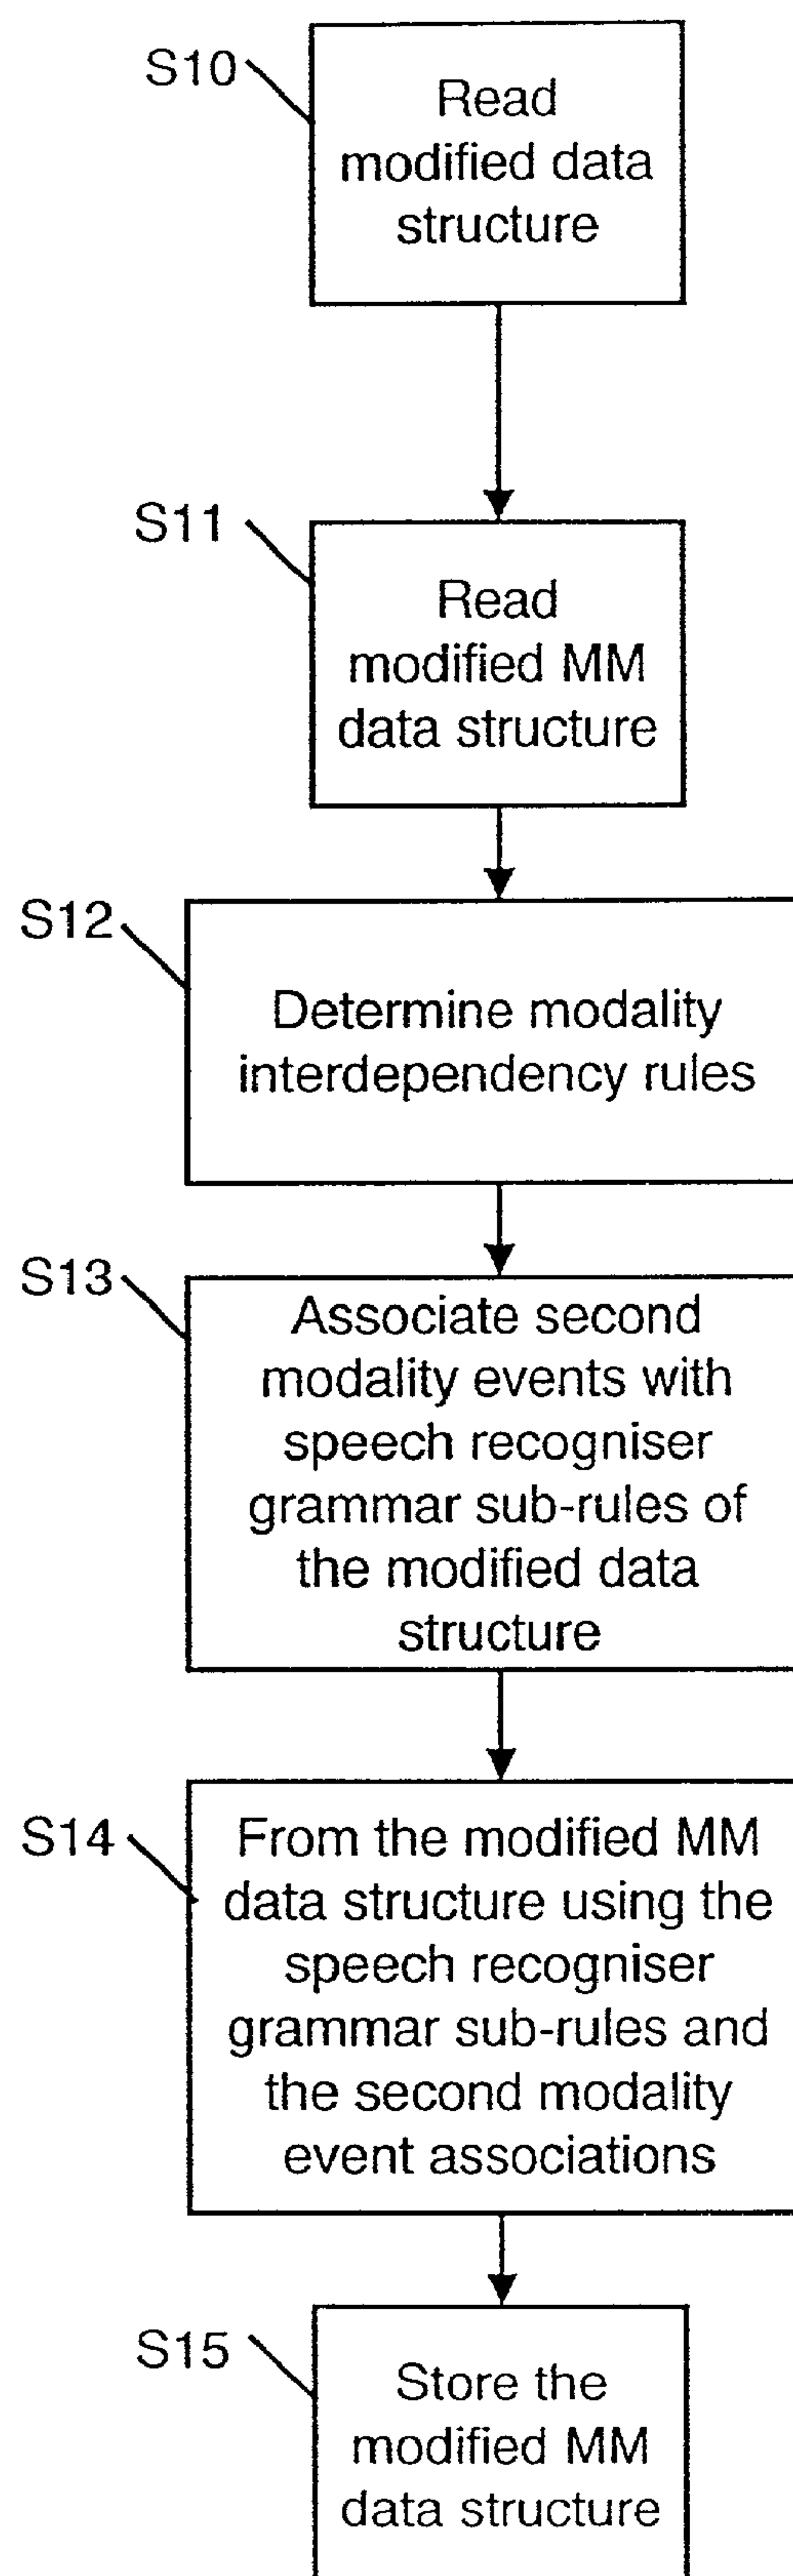 S10
Read
modified data
structure
S11
Read
modified MM
data structure
S12
Determine modality
interdependency rules
S13
Associate second
modality events with
speech recogniser
grammar sub-rules of
the modified data
structure
S14
From the modified MM
data structure using the
speech recogniser
grammar sub-rules and
the second modality
event associations
S15
Store the
modified MM
data structure